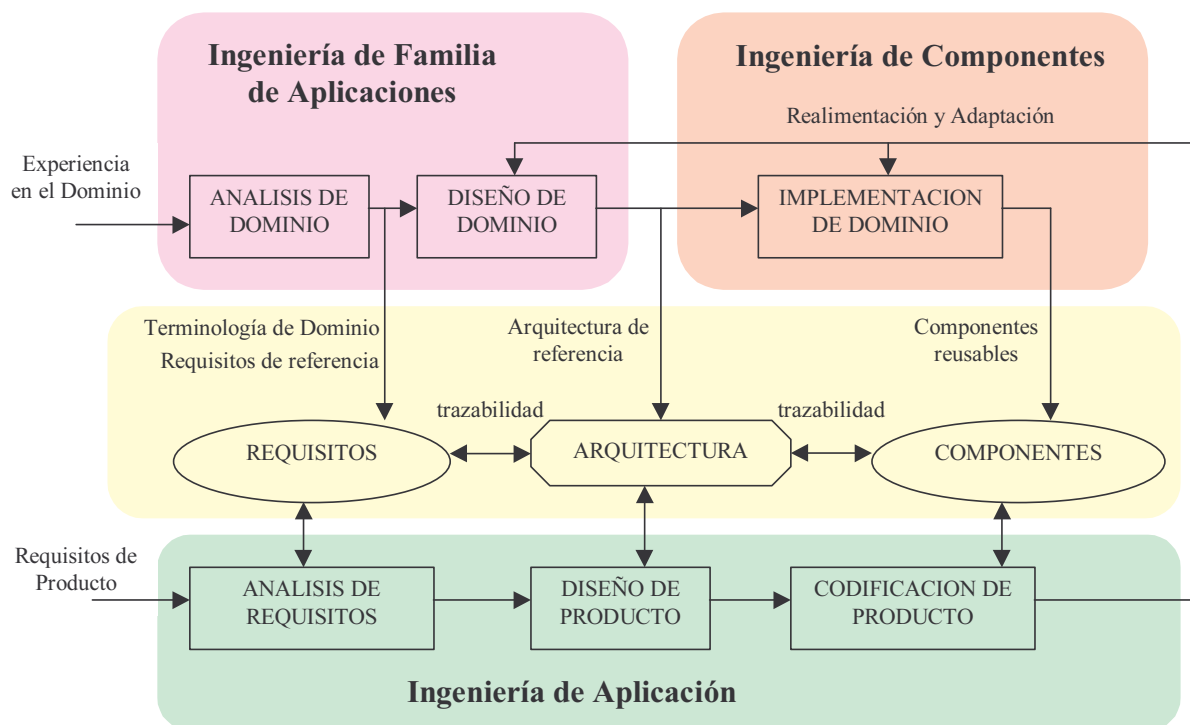 Ingeniería de Familia
de Aplicaciones
Ingeniería de Componentes
Realimentación y Adaptación
Experiencia
en el Dominio
ANALISIS DE
DOMINIO
DISEÑO DE
DOMINIO
IMPLEMENTACION
DE DOMINIO
Terminología de Dominio
Requisitos de referencia
Arquitectura de
referencia
Componentes
reusables
trazabilidad
trazabilidad
REQUISITOS
ARQUITECTURA
COMPONENTES
Requisitos de
Producto
ANALISIS DE
REQUISITOS
DISEÑO DE
PRODUCTO
CODIFICACION DE
PRODUCTO
Ingeniería de Aplicación